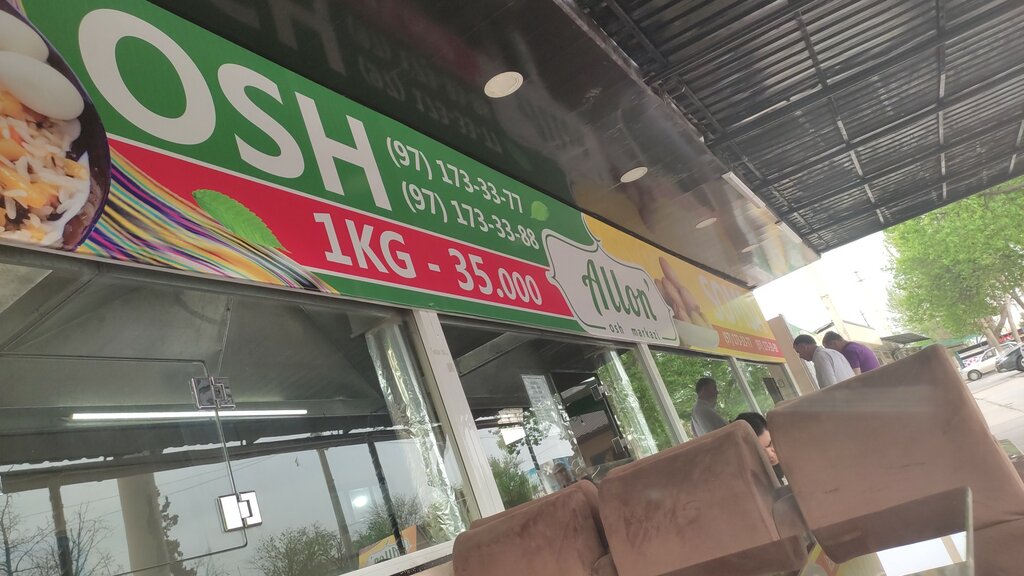 OSH
(97) 173-33-77
(97) 173-33-88
1KG - 35.000
Allon
osh markazi